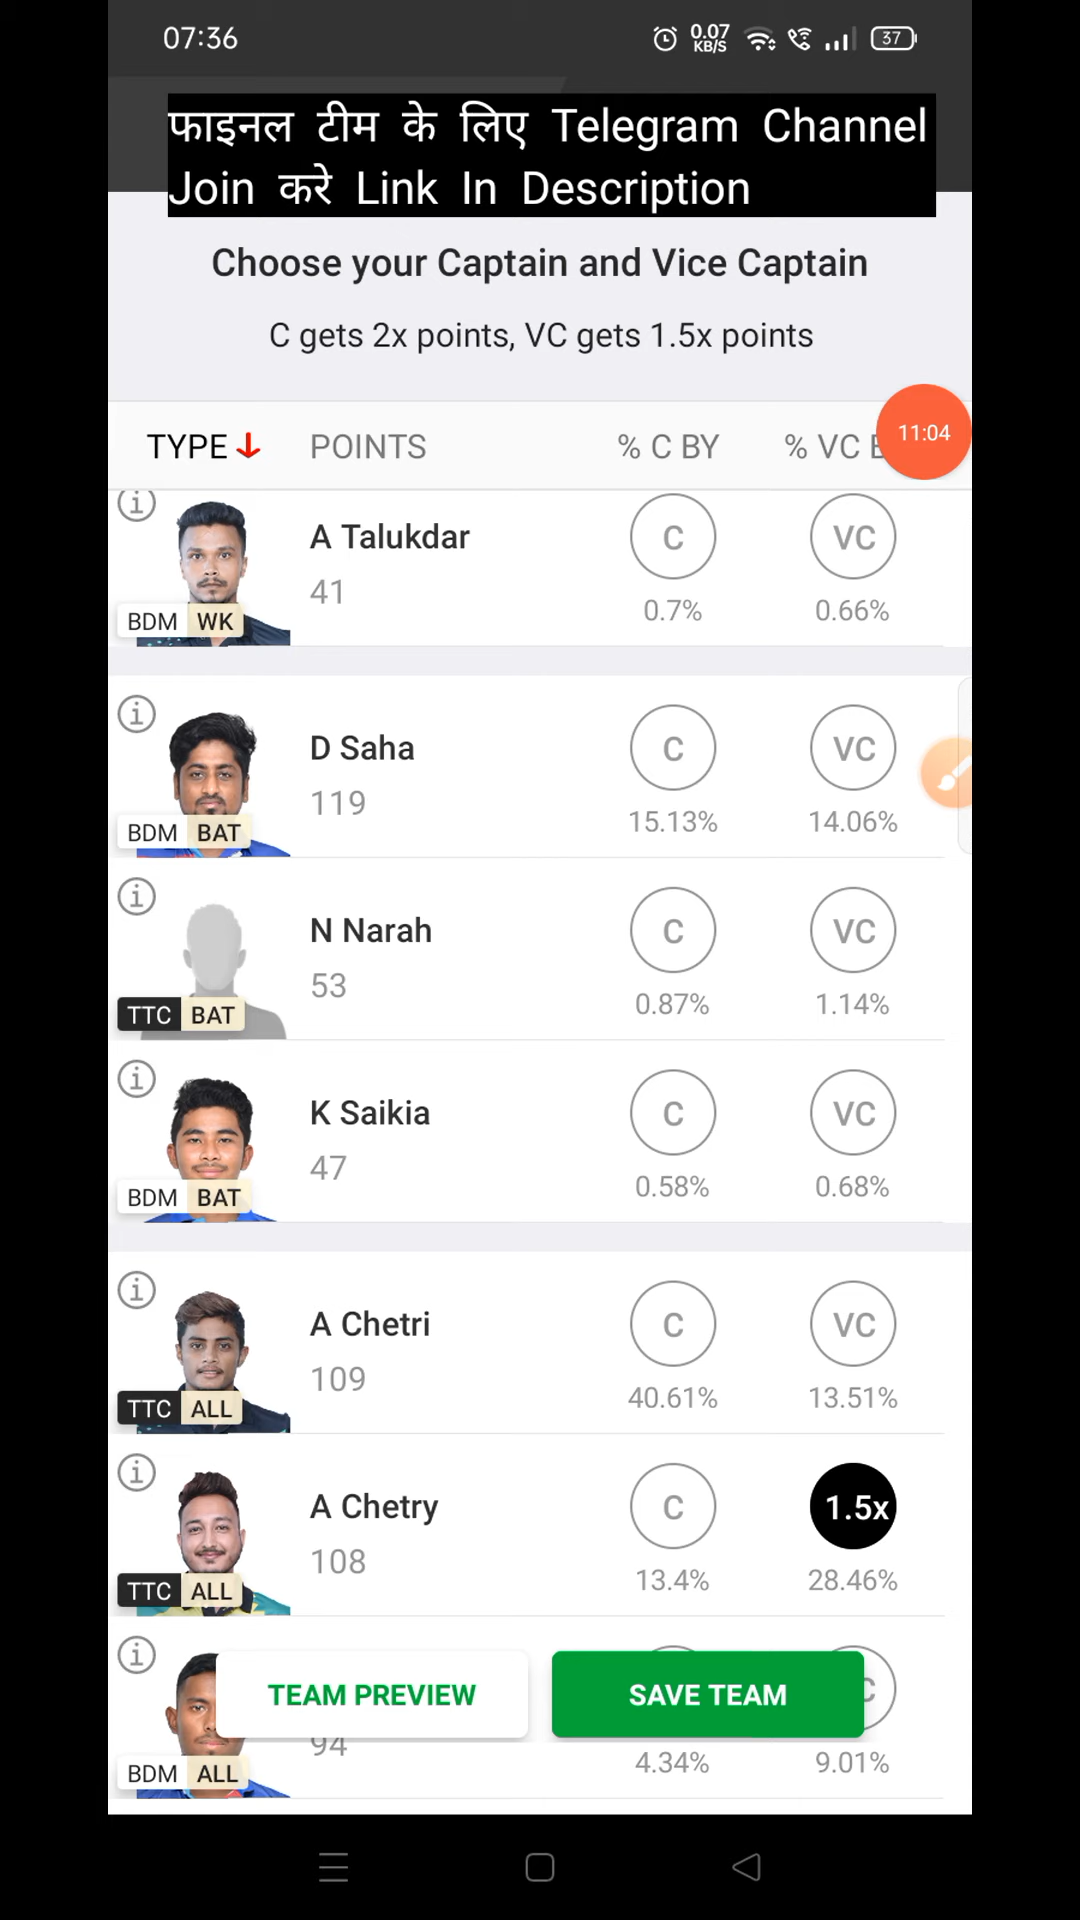 07:36
0.07
KB/S
37
फाइनल टीम के लिए Telegram Channel
Join करे Link In Description
Choose your Captain and Vice Captain
C gets 2x points, VC gets 1.5x points
TYPE POINTS % C BY % VC
11:04
A Talukdar C VC
41 0.7% 0.66%
BDM WK
D Saha C VC
119 15.13% 14.06%
BDM BAT
N Narah C VC
53 0.87% 1.14%
TTC BAT
K Saikia C VC
47 0.58% 0.68%
BDM BAT
A Chetri C VC
109 40.61% 13.51%
TTC ALL
A Chetry C 1.5x
108 13.4% 28.46%
TTC ALL
TEAM PREVIEW SAVE TEAM
94 4.34% 9.01%
BDM ALL